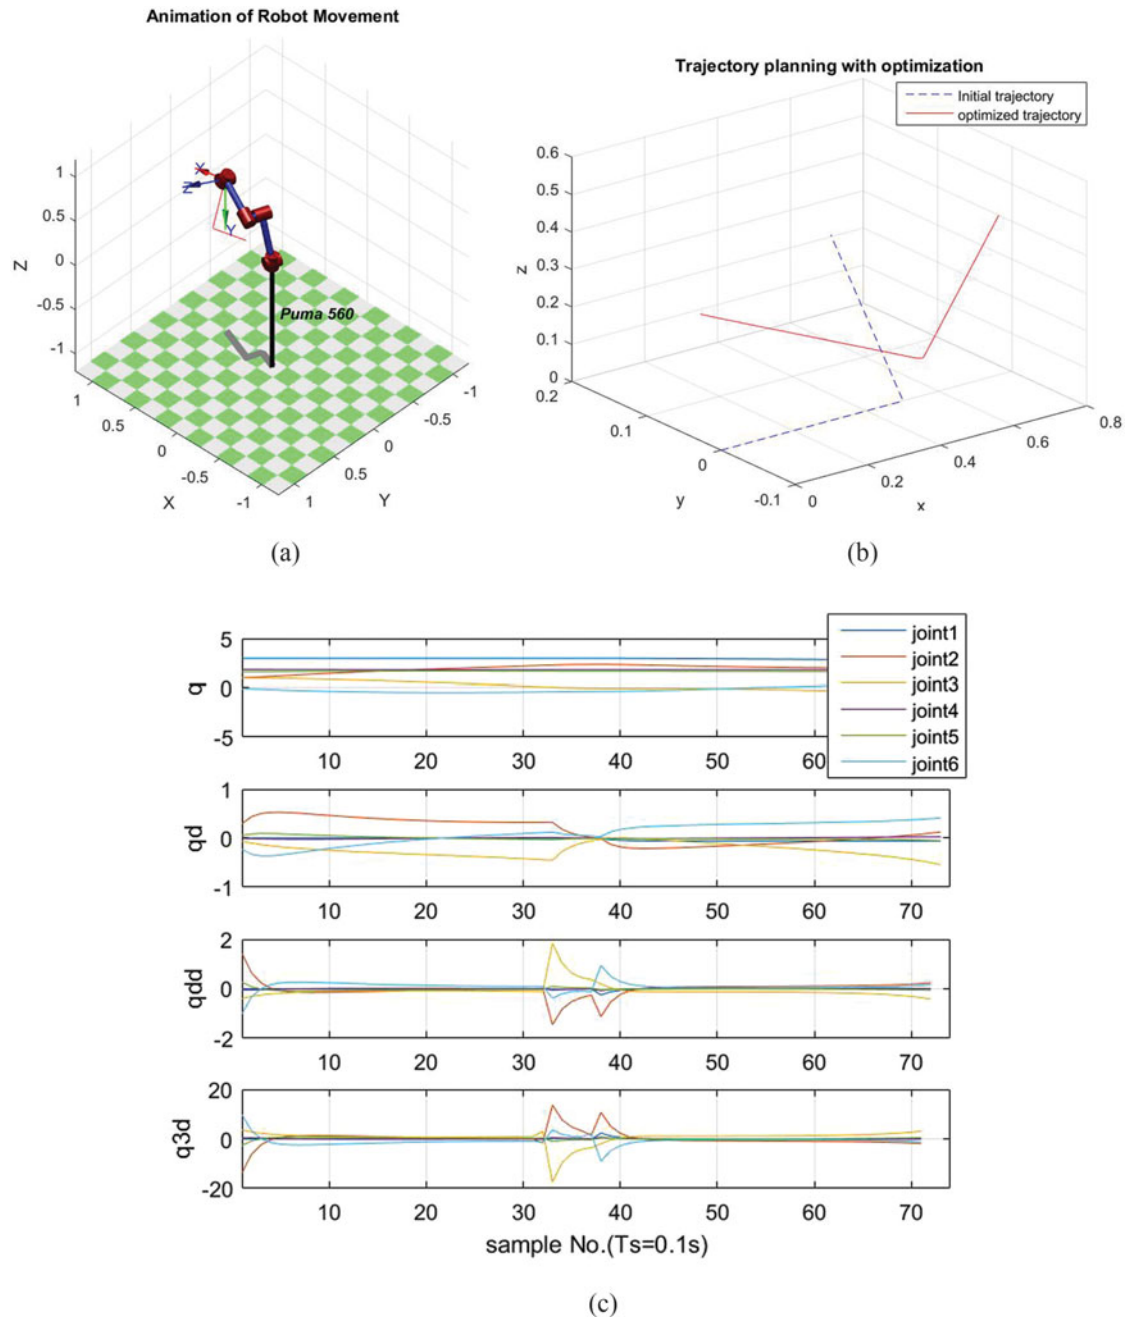 Animation of Robot Movement
X
Z
Y
Puma 560
1
0.5
0
-0.5
-1
Z
1
0.5
0
-0.5
-1
X
1
0.5
0
-0.5
-1
Y
(a)
Trajectory planning with optimization
Initial trajectory
optimized trajectory
0.6
0.5
0.4
0.3
0.2
0.1
0
z
0.2
0.1
0
-0.1
y
0
0.2
0.4
0.6
0.8
x
(b)
joint1
joint2
joint3
joint4
joint5
joint6
5
0
-5
q
10 20 30 40 50 60
1
0
-1
qd
10 20 30 40 50 60 70
2
0
-2
qdd
10 20 30 40 50 60 70
20
0
-20
q3d
10 20 30 40 50 60 70
sample No.(Ts=0.1s)
(c)